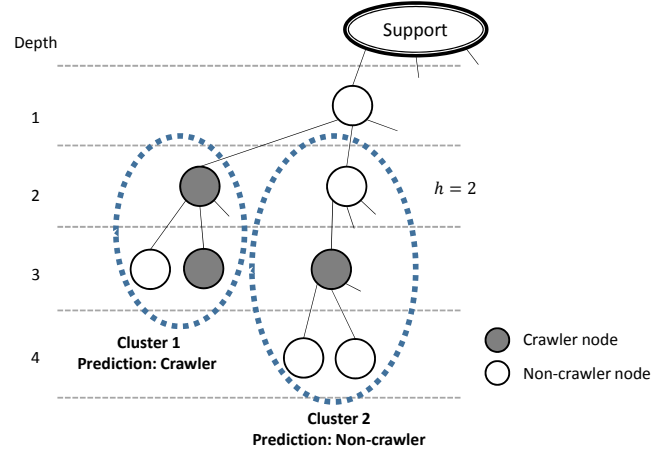 Support
Depth
1
2
h = 2
3
Cluster 1
Prediction: Crawler
4
Crawler node
Non-crawler node
Cluster 2
Prediction: Non-crawler